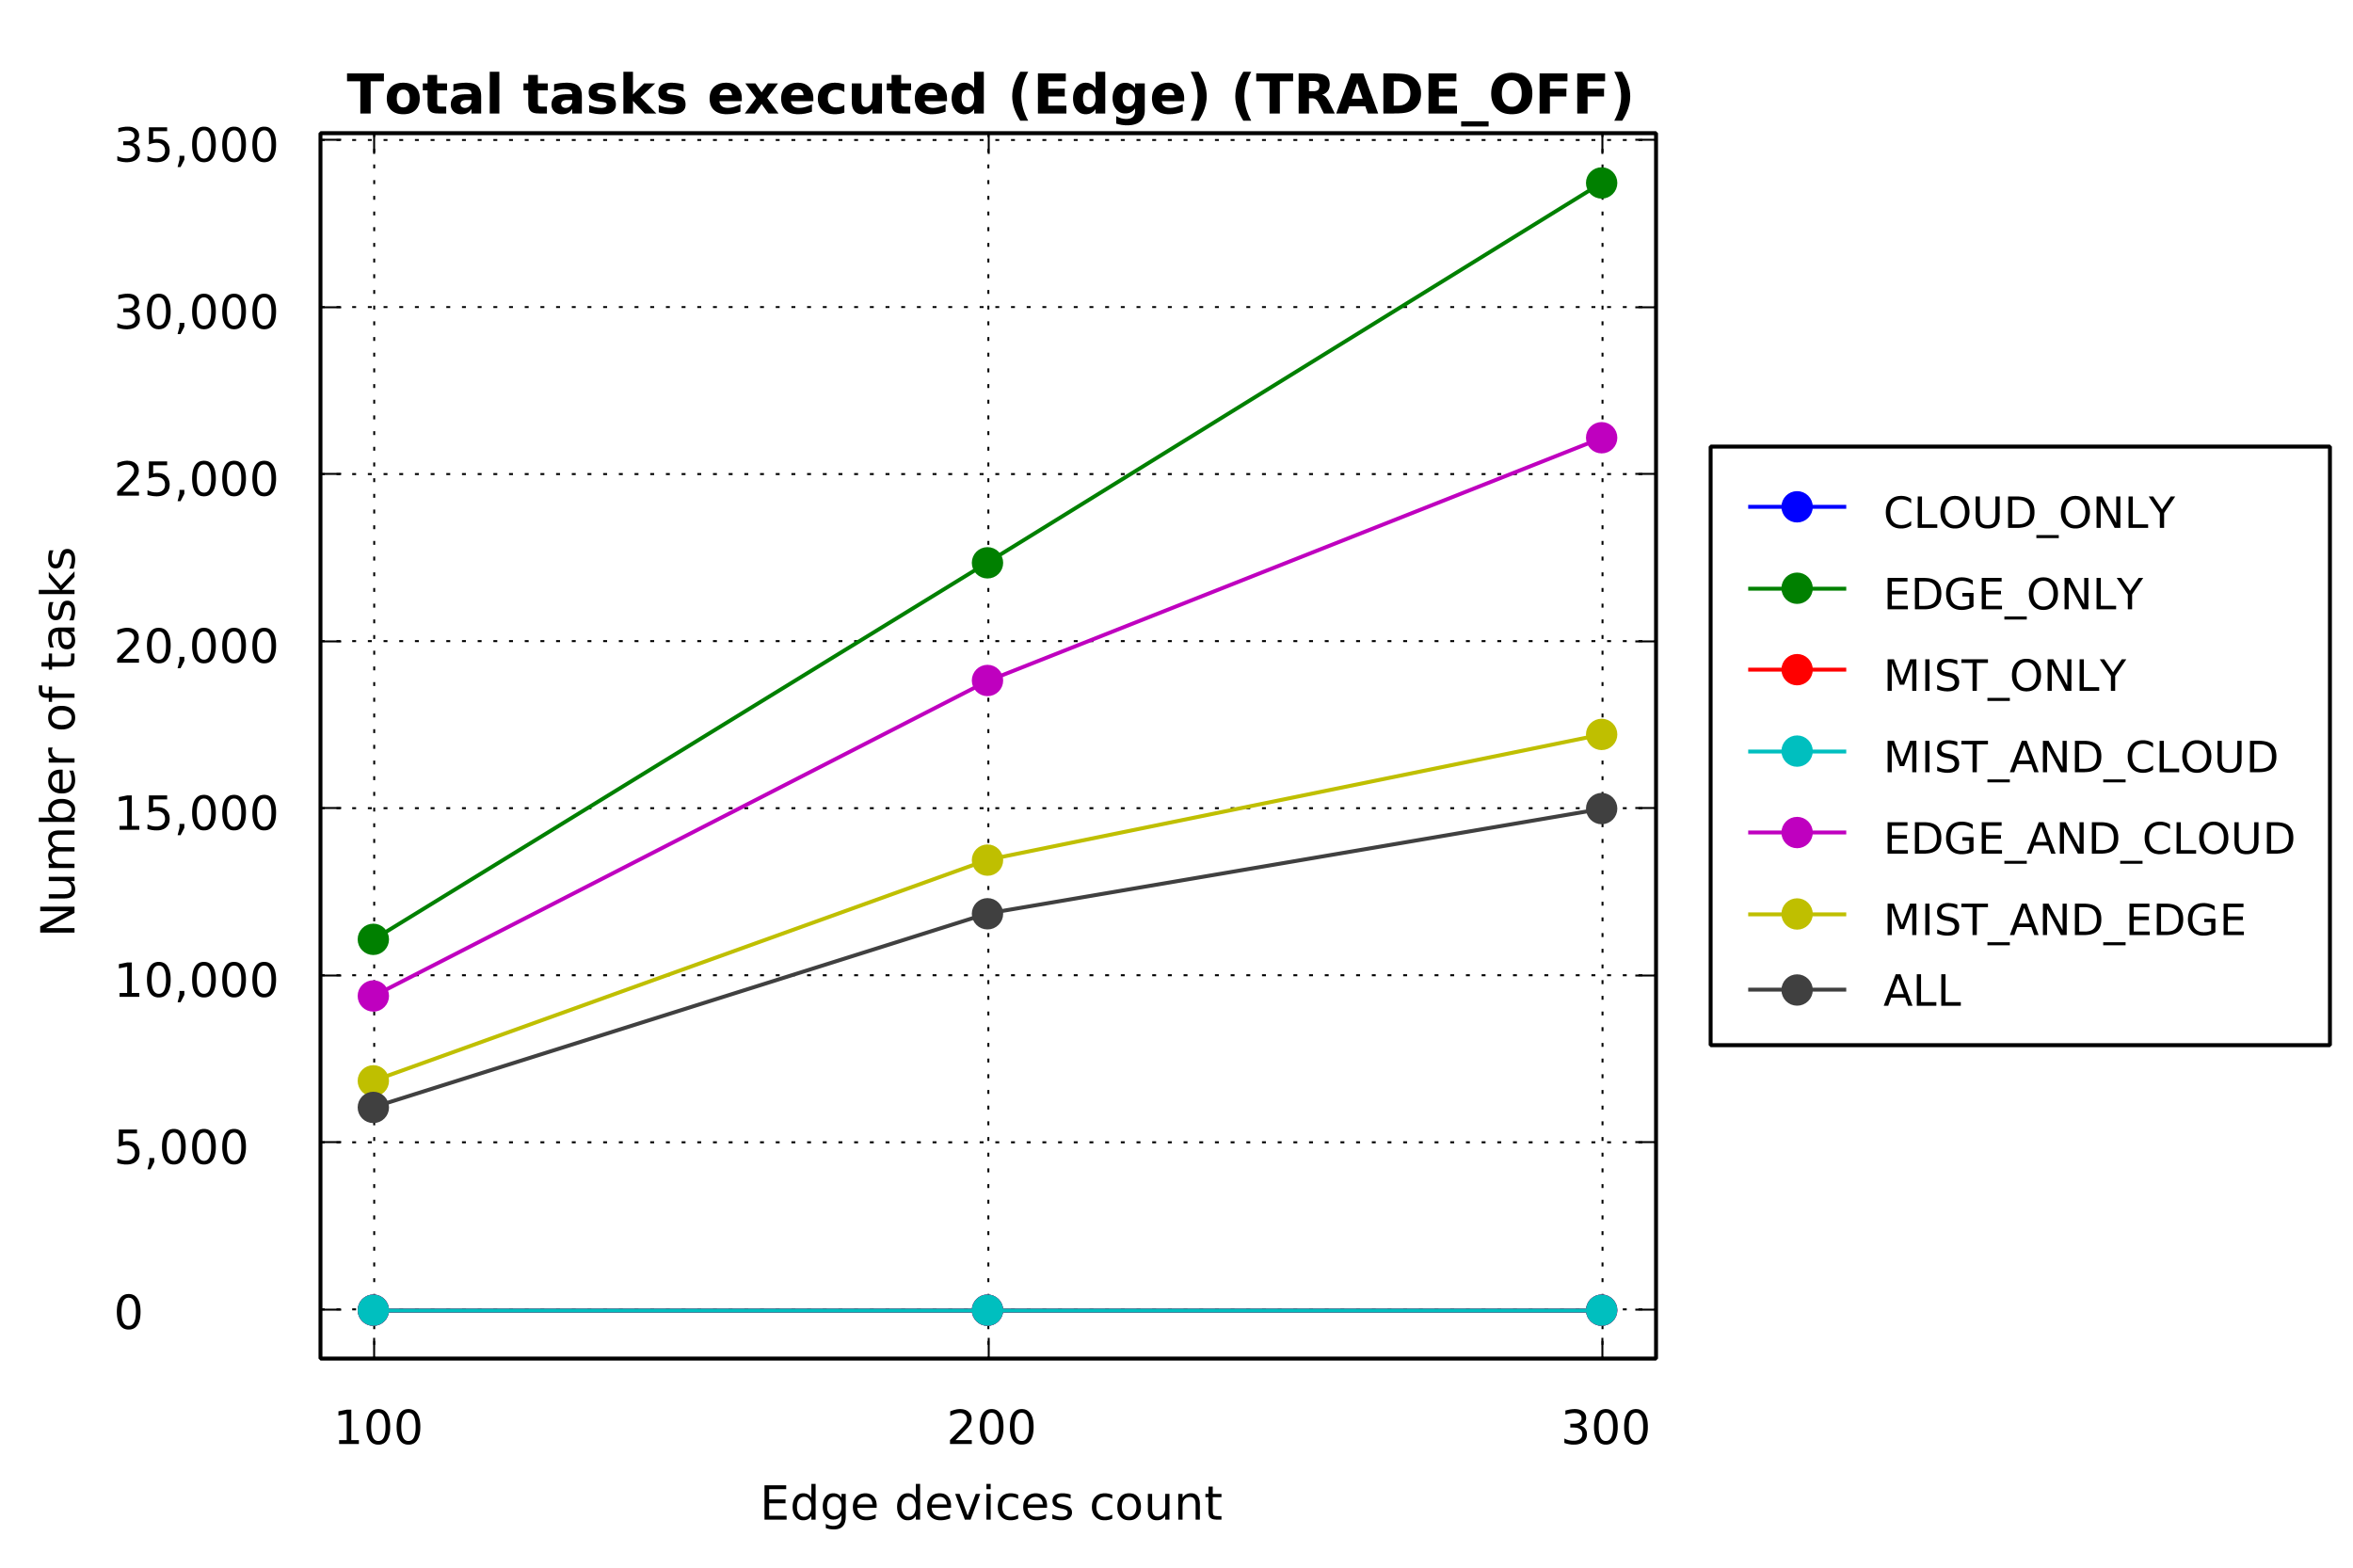 Total tasks executed (Edge) (TRADE_OFF)
35,000
30,000
25,000
20,000
15,000
10,000
5,000
0
Number of tasks
100
200
300
Edge devices count
CLOUD_ONLY
EDGE_ONLY
MIST_ONLY
MIST_AND_CLOUD
EDGE_AND_CLOUD
MIST_AND_EDGE
ALL